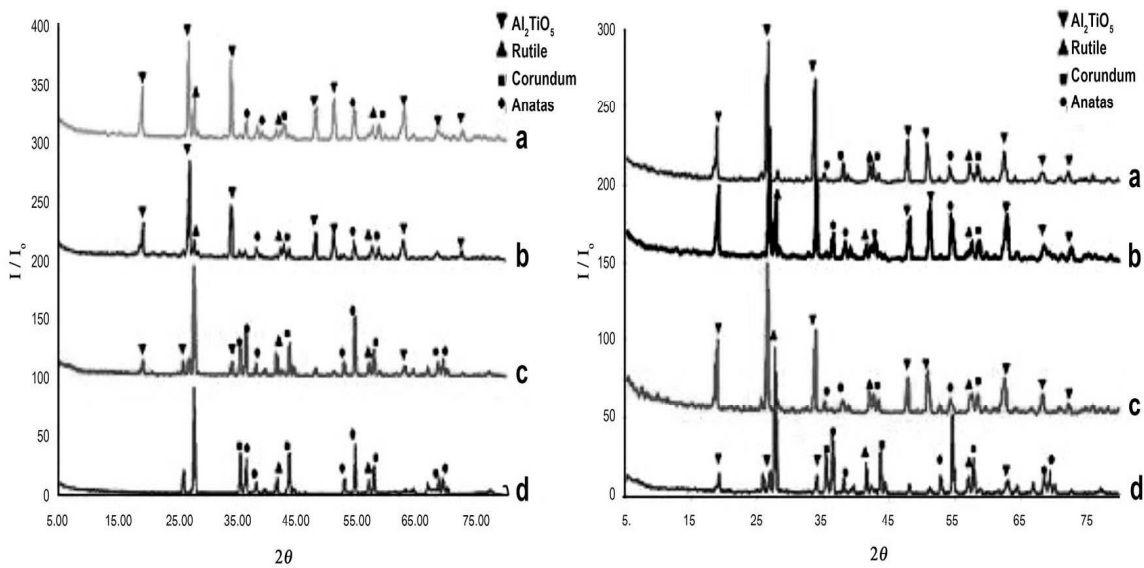 400
350
300
250
200
150
100
50
0
I / I₀
Al₂TiO₅
Rutile
Corundum
Anatas
a
b
c
d
5.00 15.00 25.00 35.00 45.00 55.00 65.00 75.00
2θ
300
250
200
150
100
50
0
I / I₀
Al₂TiO₅
Rutile
Corundum
Anatas
a
b
c
d
5. 15 25 35 45 55 65 75
2θ